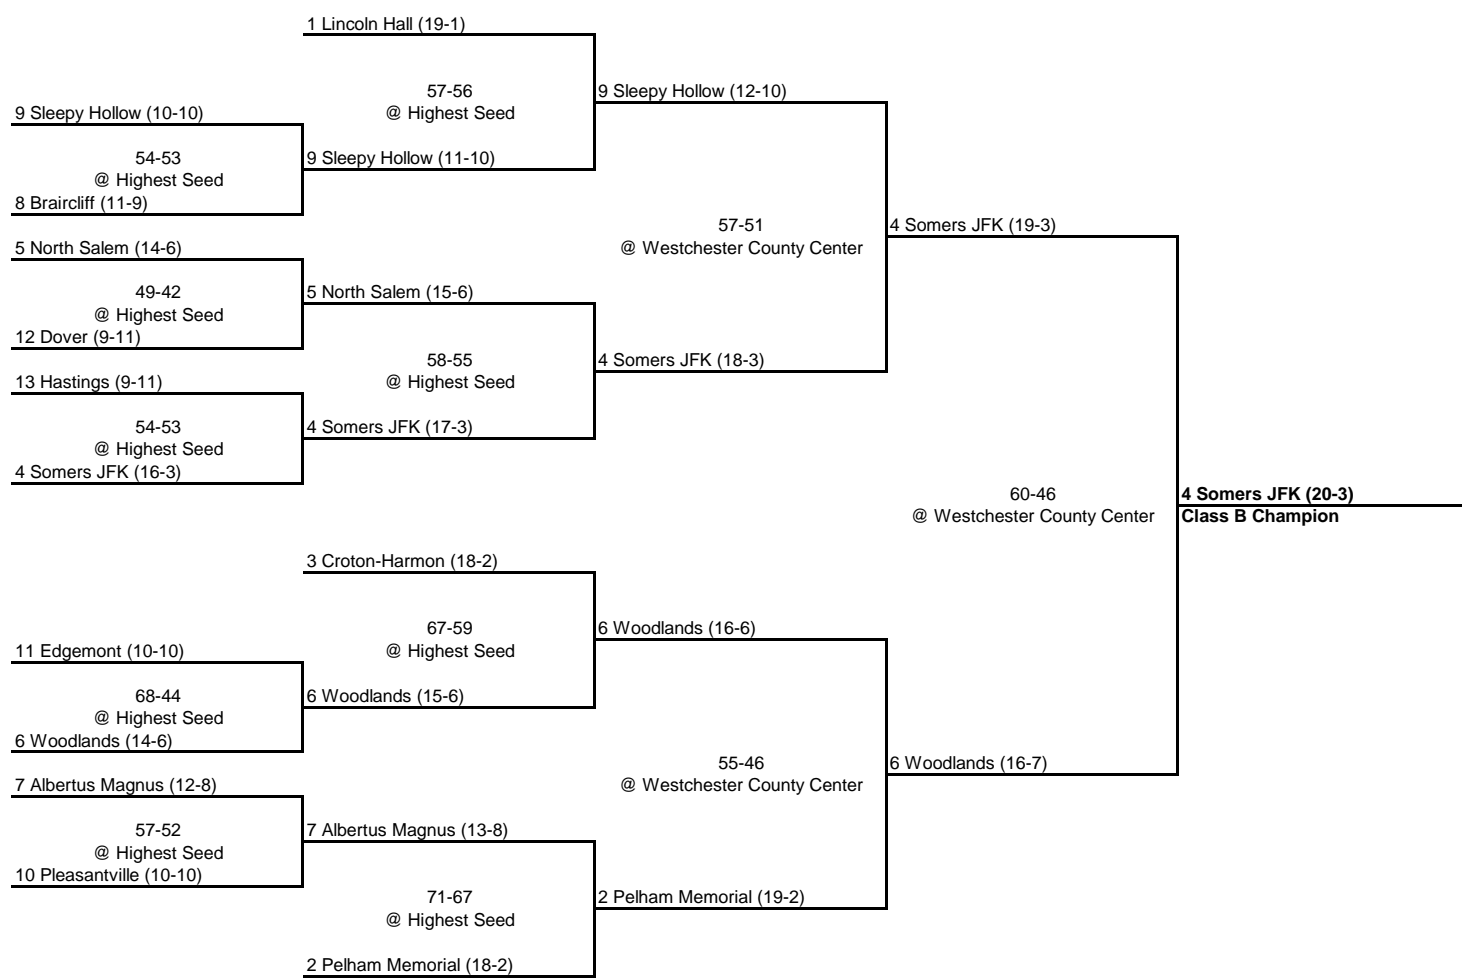 1 Lincoln Hall (19-1)
57-56
@ Highest Seed
9 Sleepy Hollow (12-10)
9 Sleepy Hollow (10-10)
54-53
@ Highest Seed
9 Sleepy Hollow (11-10)
8 Braircliff (11-9)
57-51
@ Westchester County Center
4 Somers JFK (19-3)
5 North Salem (14-6)
49-42
@ Highest Seed
5 North Salem (15-6)
12 Dover (9-11)
58-55
@ Highest Seed
4 Somers JFK (18-3)
13 Hastings (9-11)
54-53
@ Highest Seed
4 Somers JFK (17-3)
4 Somers JFK (16-3)
60-46
@ Westchester County Center
4 Somers JFK (20-3)
Class B Champion
3 Croton-Harmon (18-2)
67-59
@ Highest Seed
6 Woodlands (16-6)
11 Edgemont (10-10)
68-44
@ Highest Seed
6 Woodlands (15-6)
6 Woodlands (14-6)
55-46
@ Westchester County Center
6 Woodlands (16-7)
7 Albertus Magnus (12-8)
57-52
@ Highest Seed
7 Albertus Magnus (13-8)
10 Pleasantville (10-10)
71-67
@ Highest Seed
2 Pelham Memorial (19-2)
2 Pelham Memorial (18-2)